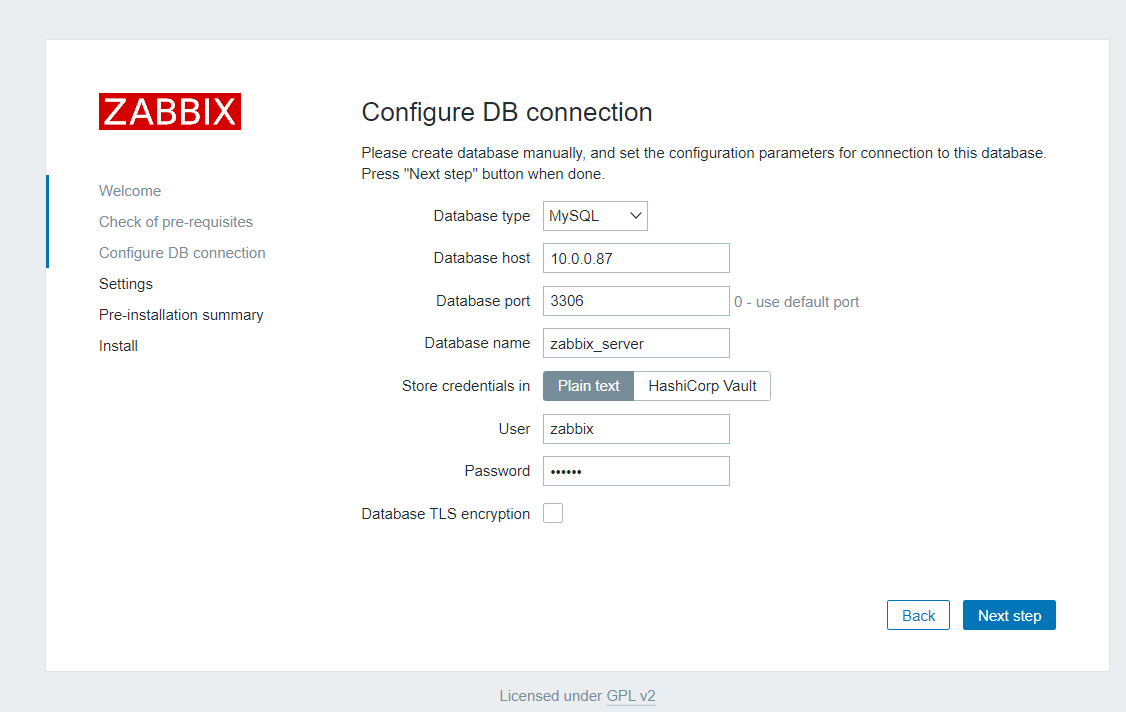 ZABBIX
Welcome
Check of pre-requisites
Configure DB connection
Settings
Pre-installation summary
Install
Configure DB connection
Please create database manually, and set the configuration parameters for connection to this database.
Press "Next step" button when done.
Database type MySQL
Database host 10.0.0.87
Database port 3306 0 - use default port
Database name zabbix_server
Store credentials in Plain text HashiCorp Vault
User zabbix
Password ••••••
Database TLS encryption
Back Next step
Licensed under GPL v2